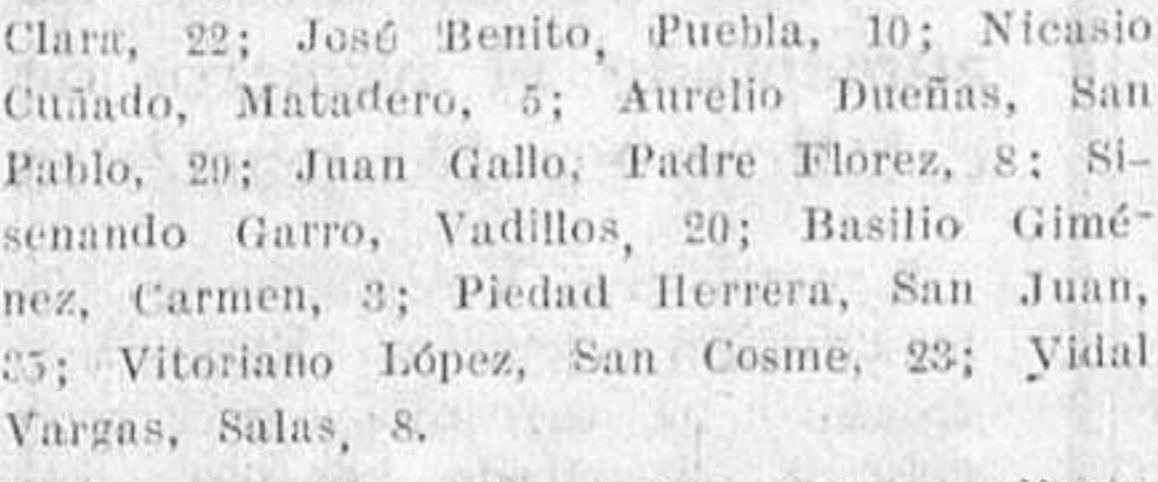 Clara, 22; José Benito, Puebla, 10; Nicasio
Cuñado, Matadero, 5; Aurelio Dueñas, San
Pablo, 29; Juan Gallo, Padre Florez, 8; Si-
senando Garro, Vadillos, 20; Basilio Gimé-
nez, Carmen, 3; Piedad Herrera, San Juan,
Vitoriano López, San Cosme, 23; Vidal
Vargas, Salas, 8.